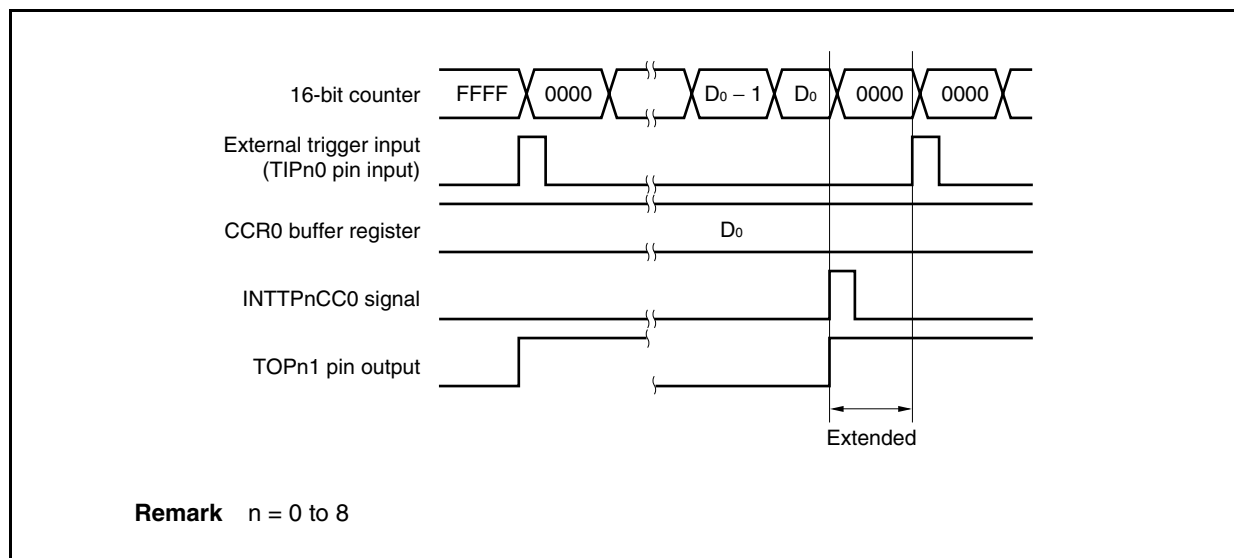 16-bit counter FFFF 0000 D0 – 1 D0 0000 0000
External trigger input
(TIPn0 pin input)
CCR0 buffer register D0
INTTPnCC0 signal
TOPn1 pin output
Extended
Remark n = 0 to 8